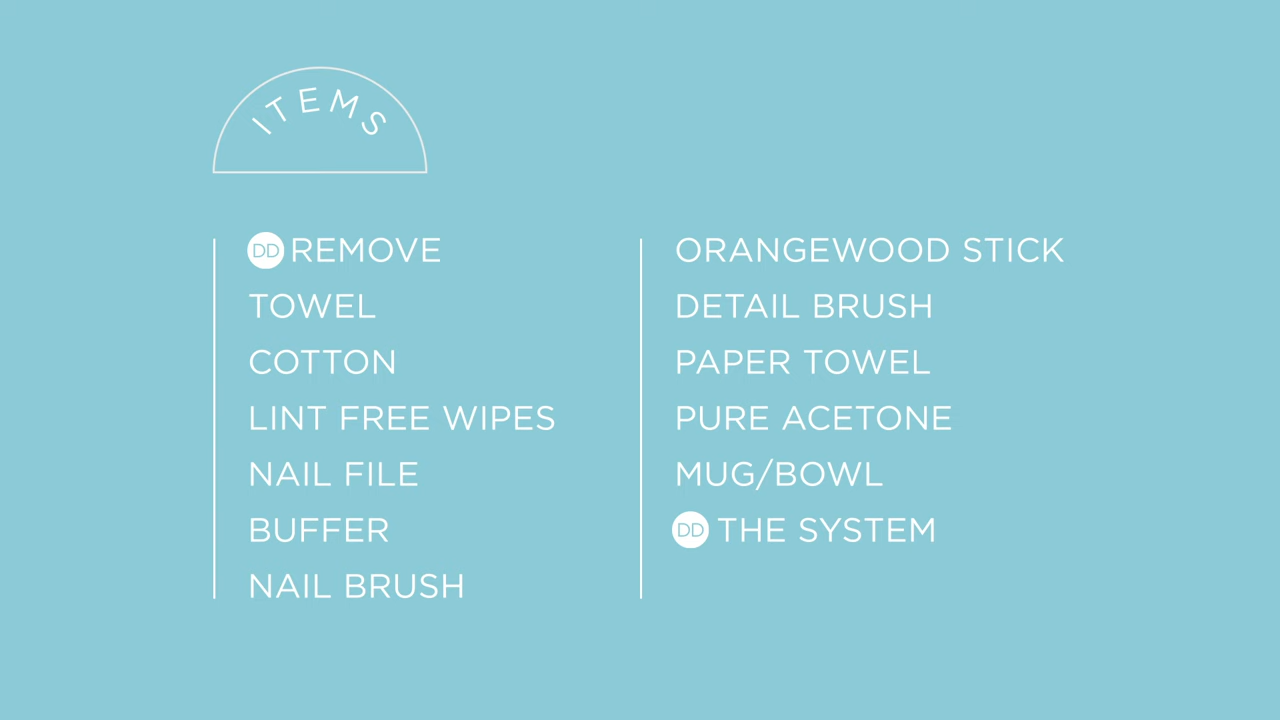 ITEMS
DD REMOVE
TOWEL
COTTON
LINT FREE WIPES
NAIL FILE
BUFFER
NAIL BRUSH
ORANGEWOOD STICK
DETAIL BRUSH
PAPER TOWEL
PURE ACETONE
MUG/BOWL
DD THE SYSTEM